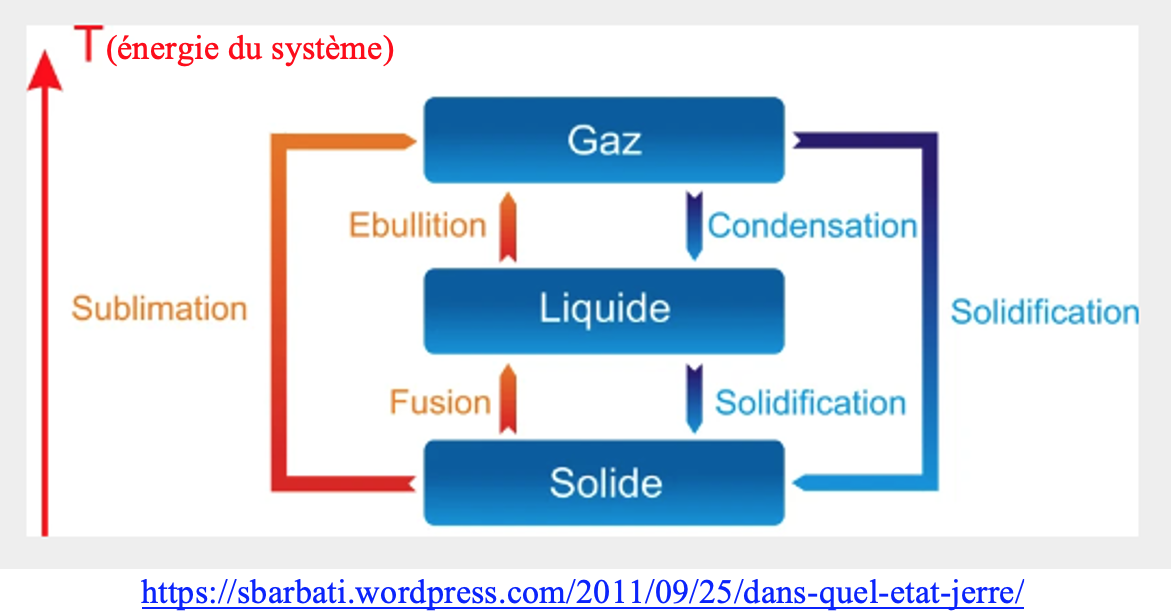 T (énergie du système)
Gaz
Ebullition
Condensation
Sublimation
Liquide
Solidification
Fusion
Solidification
Solide
https://sbarbati.wordpress.com/2011/09/25/dans-quel-etat-jerre/